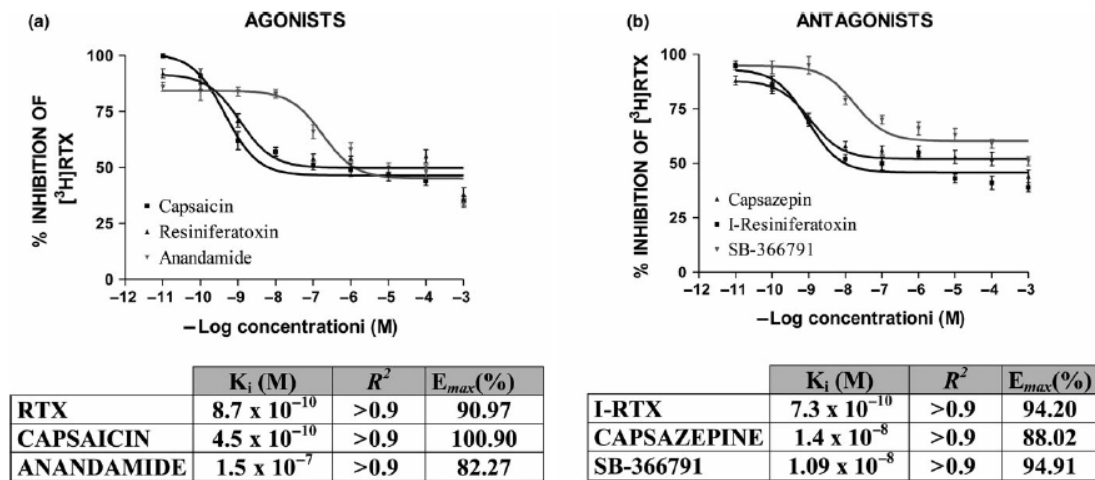 (a) AGONISTS
% INHIBITION OF
[³H]RTX
100
75
50
25
0
Capsaicin
Resiniferatoxin
Anandamide
−12 −11 −10 −9 −8 −7 −6 −5 −4 −3
−Log concentrationi (M)
Kᵢ (M) R² Eₘₐₓ(%)
RTX 8.7 x 10⁻¹⁰ >0.9 90.97
CAPSAICIN 4.5 x 10⁻¹⁰ >0.9 100.90
ANANDAMIDE 1.5 x 10⁻⁷ >0.9 82.27
(b) ANTAGONISTS
% INHIBITION OF [³H]RTX
100
75
50
25
0
Capsazepin
I-Resiniferatoxin
SB-366791
−12 −11 −10 −9 −8 −7 −6 −5 −4 −3
−Log concentrationi (M)
Kᵢ (M) R² Eₘₐₓ(%)
I-RTX 7.3 x 10⁻¹⁰ >0.9 94.20
CAPSAZEPINE 1.4 x 10⁻⁸ >0.9 88.02
SB-366791 1.09 x 10⁻⁸ >0.9 94.91